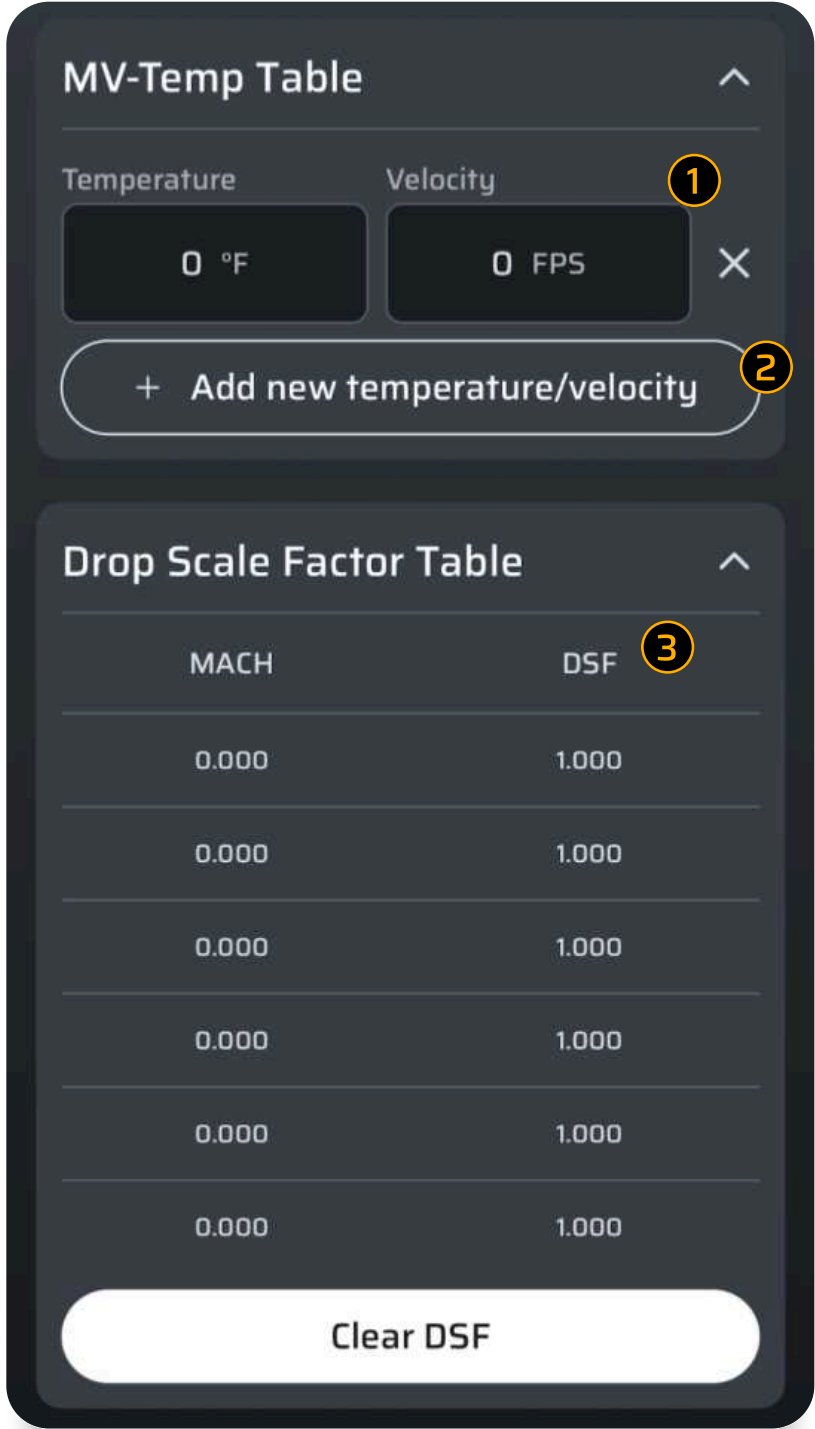 MV-Temp Table
Temperature Velocity 1
0 °F 0 FPS
2
+ Add new temperature/velocity
Drop Scale Factor Table
MACH DSF 3
0.000 1.000
0.000 1.000
0.000 1.000
0.000 1.000
0.000 1.000
0.000 1.000
Clear DSF